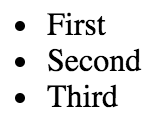 • First
• Second
• Third